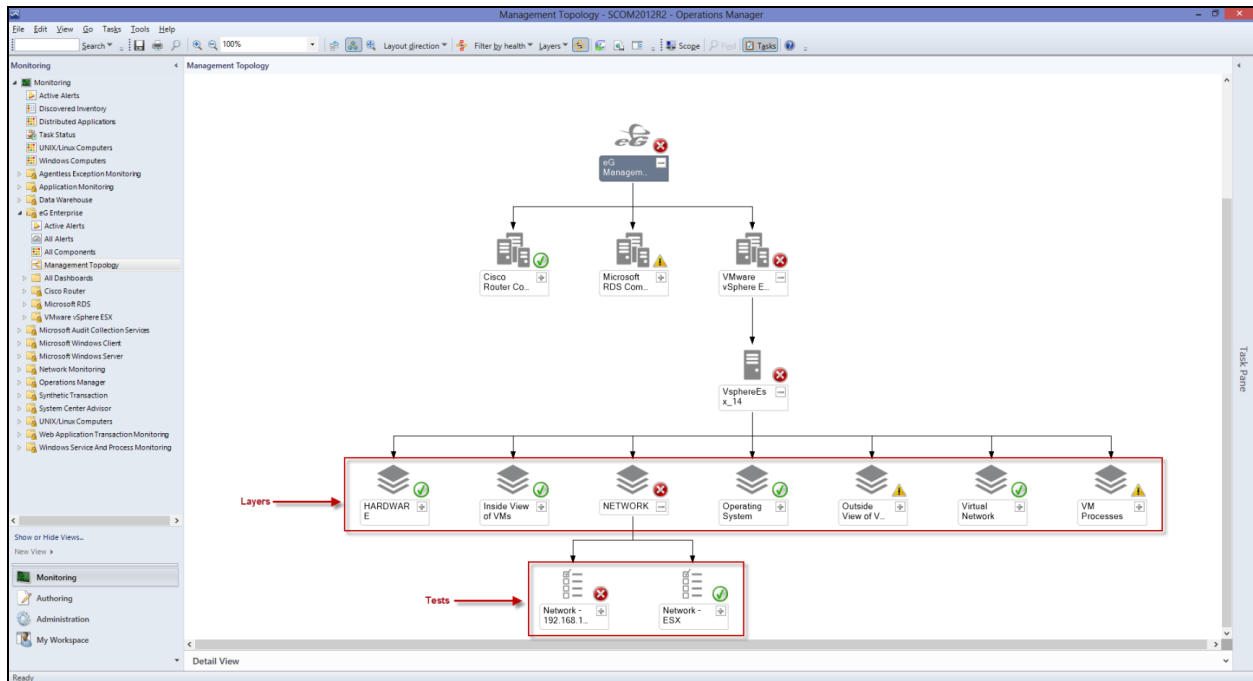 Management Topology - SCOM2012R2 - Operations Manager
File Edit View Go Tasks Tools Help
Search 100% Layout direction Filter by health Layers Scope Find Tasks
Monitoring
Management Topology
Monitoring
Active Alerts
Discovered Inventory
Distributed Applications
Task Status
UNIX/Linux Computers
Windows Computers
Agentless Exception Monitoring
Application Monitoring
Data Warehouse
eG Enterprise
Active Alerts
All Alerts
All Components
Management Topology
All Dashboards
Cisco Router
Microsoft RDS
VMware vSphere ESX
Microsoft Audit Collection Services
Microsoft Windows Client
Microsoft Windows Server
Network Monitoring
Operations Manager
Synthetic Transaction
System Center Advisor
UNIX/Linux Computers
Web Application Transaction Monitoring
Windows Service And Process Monitoring
Show or Hide Views...
New View
Monitoring
Authoring
Administration
My Workspace
eG
eG
Managem..
Cisco
Router Co...
Microsoft
RDS Com...
VMware
vSphere E...
VsphereEs
x_14
Layers
HARDWAR
E
Inside View
of VMs
NETWORK
Operating
System
Outside
View of V...
Virtual
Network
VM
Processes
Tests
Network -
192.168.1...
Network -
ESX
Detail View
Task Pane
Ready